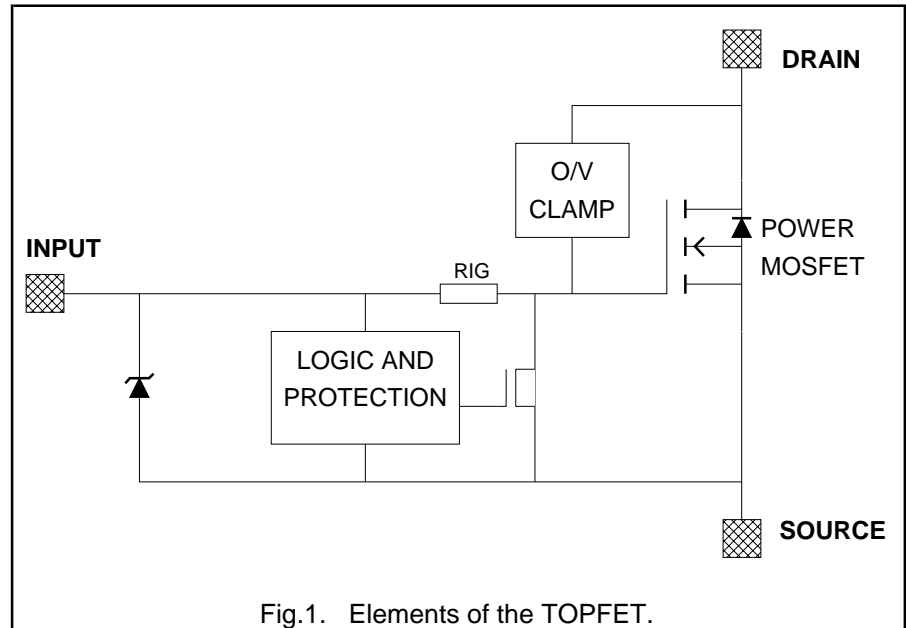 DRAIN
O/V
CLAMP
POWER
MOSFET
INPUT
RIG
LOGIC AND
PROTECTION
SOURCE
Fig.1. Elements of the TOPFET.